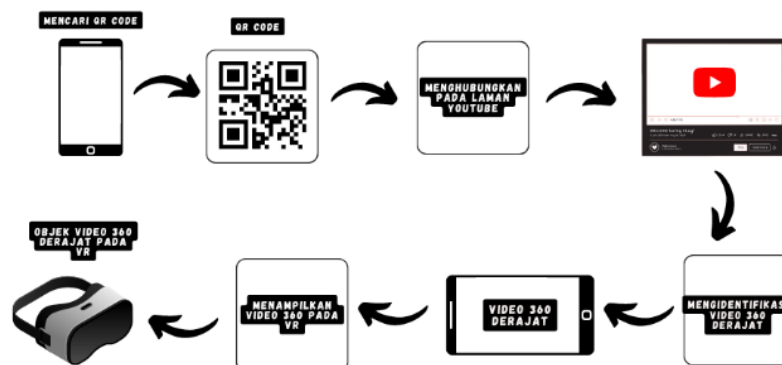 MENCARI QR CODE
QR CODE
MENGHUBUNGKAN
PADA LAMAN
YOUTUBE
MENGIDENTIFIKAS
VIDEO 360
DERAJAT
VIDEO 360
DERAJAT
MENAMPILKAN
VIDEO 360 PADA
VR
OBJEK VIDEO 360
DERAJAT PADA
VR